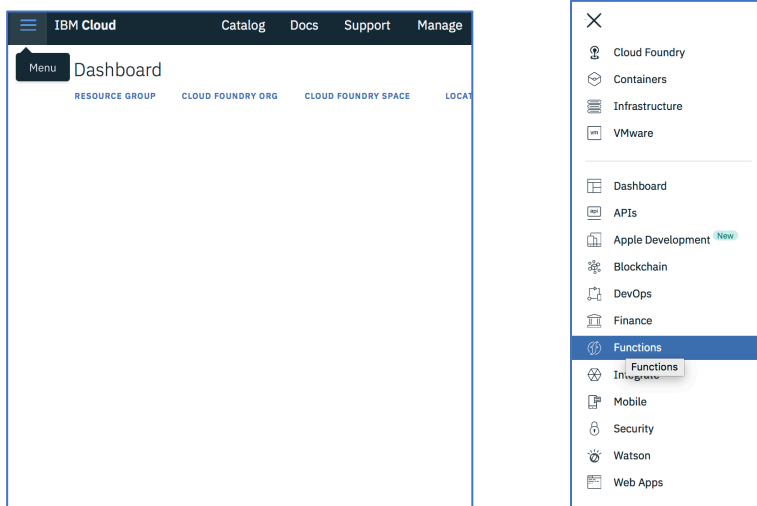 IBM Cloud Catalog Docs Support Manage
Menu Dashboard
RESOURCE GROUP CLOUD FOUNDRY ORG CLOUD FOUNDRY SPACE LOCAT
Cloud Foundry
Containers
Infrastructure
vm VMware
Dashboard
api APIs
Apple Development New
Blockchain
DevOps
Finance
Functions
Functions
Integrate
Mobile
Security
Watson
Web Apps